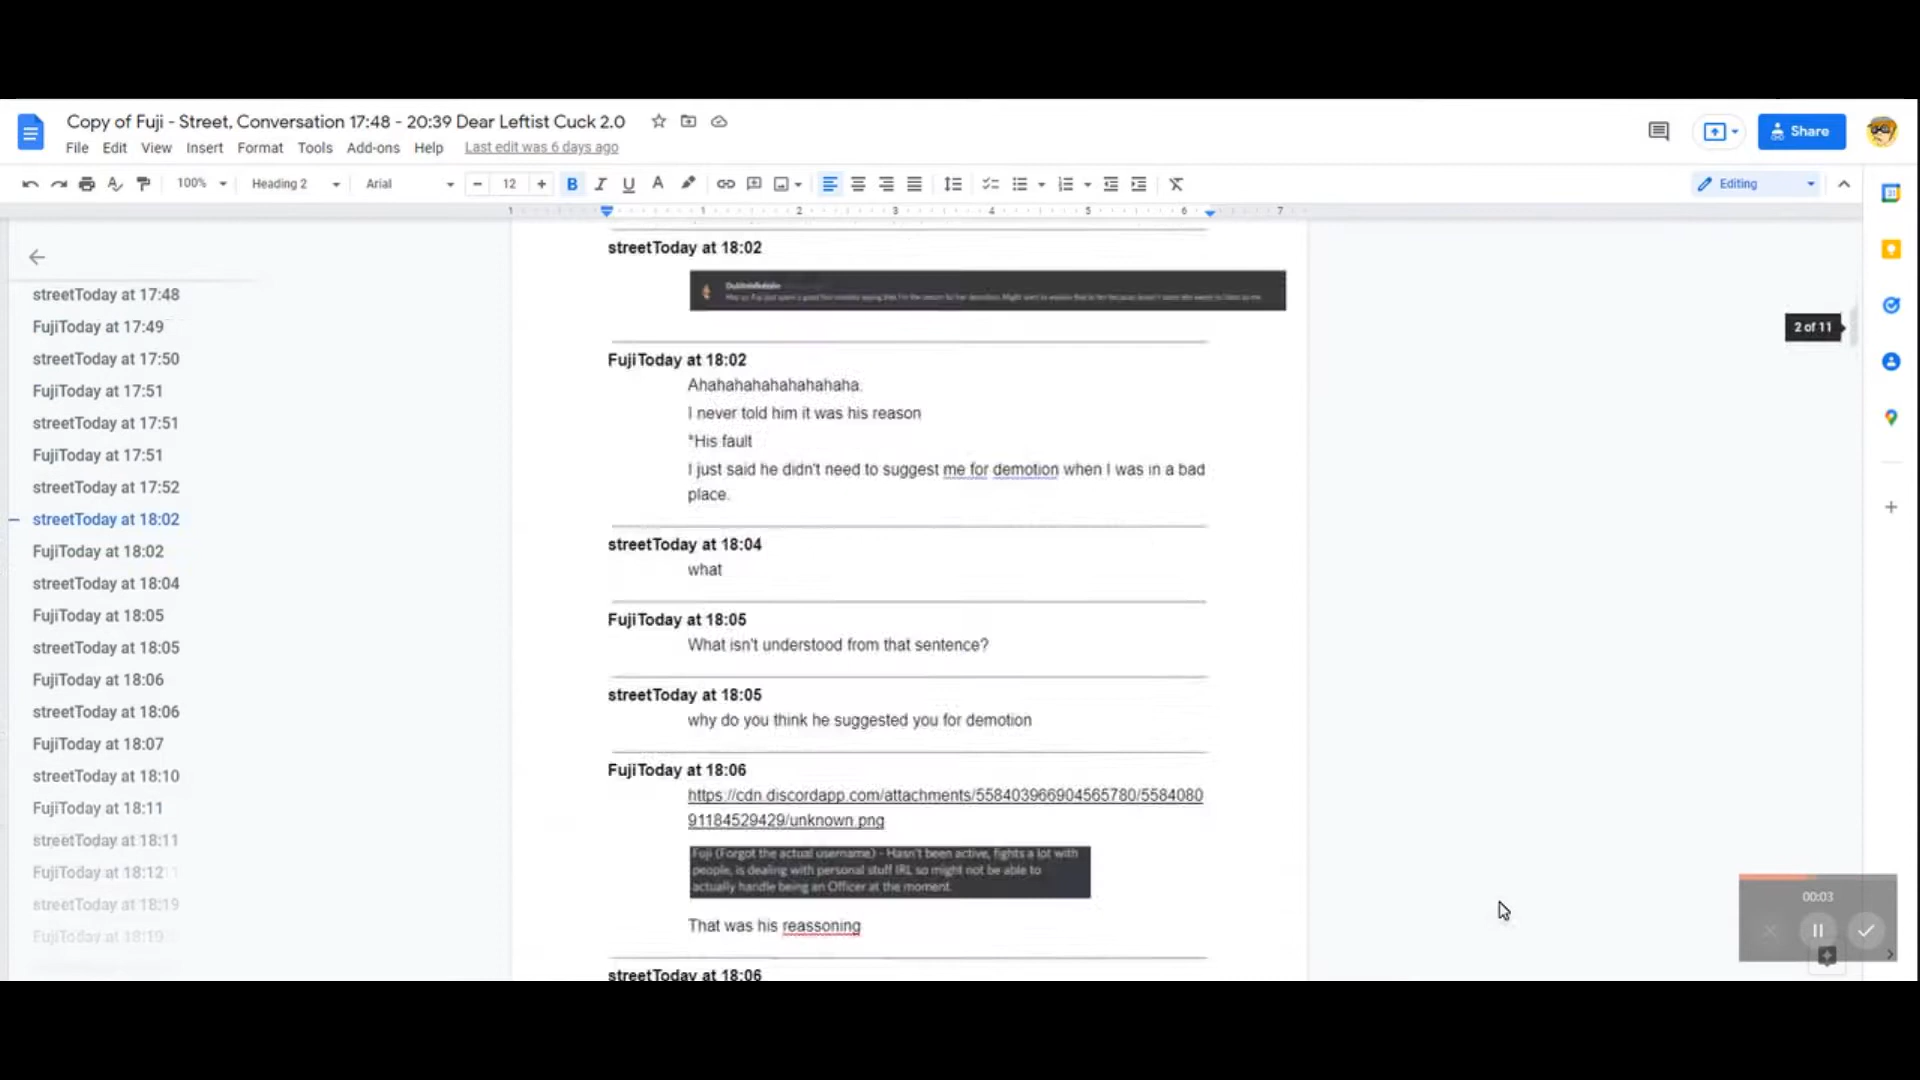 Copy of Fuji - Street, Conversation 17:48 - 20:39 Dear Leftist Cuck 2.0
Share
File Edit View Insert Format Tools Add-ons Help Last edit was 6 days ago
100% Heading 2 Arial 12 B I U A Editing
1 1 2 3 4 5 6 7
streetToday at 17:48
FujiToday at 17:49
streetToday at 17:50
FujiToday at 17:51
streetToday at 17:51
FujiToday at 17:51
streetToday at 17:52
streetToday at 18:02
FujiToday at 18:02
streetToday at 18:04
FujiToday at 18:05
streetToday at 18:05
FujiToday at 18:06
streetToday at 18:06
FujiToday at 18:07
streetToday at 18:10
FujiToday at 18:11
streetToday at 18:11
FujiToday at 18:12
streetToday at 18:19
FujiToday at 18:19
streetToday at 18:02
FujiToday at 18:02
Ahahahahahahahaha.
I never told him it was his reason
*His fault
I just said he didn't need to suggest me for demotion when I was in a bad
place.
streetToday at 18:04
what
FujiToday at 18:05
What isn't understood from that sentence?
streetToday at 18:05
why do you think he suggested you for demotion
FujiToday at 18:06
https://cdn.discordapp.com/attachments/558403966904565780/5584080
91184529429/unknown.png
Fuji (Forgot the actual username) - Hasn't been active, fights a lot with
people, is dealing with personal stuff IRL so might not be able to
actually handle being an Officer at the moment.
That was his reassoning
streetToday at 18:06
2 of 11
00:03